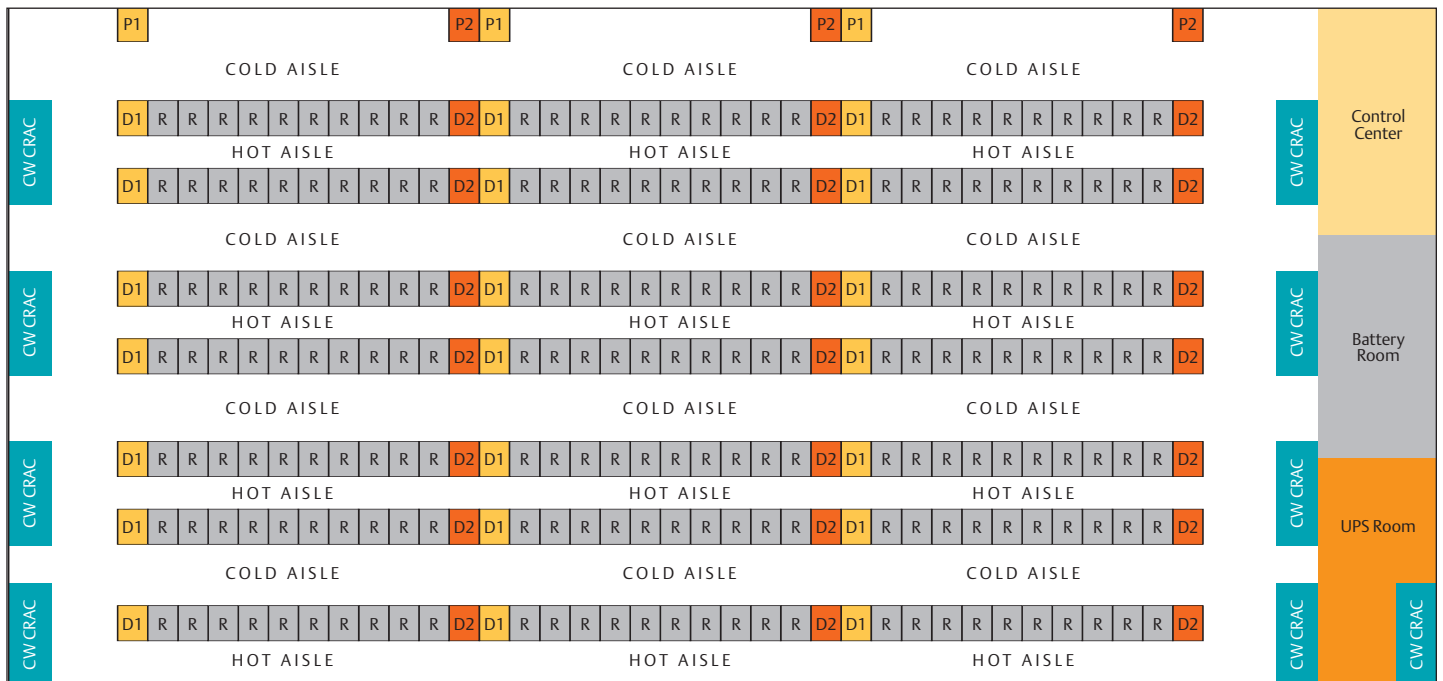 P1 P2 P1 P2 P1 P2
COLD AISLE COLD AISLE COLD AISLE
D1 R R R R R R R R R R D2 D1 R R R R R R R R R R D2 D1 R R R R R R R R R R D2
CW CRAC HOT AISLE HOT AISLE HOT AISLE CW CRAC
Control
Center
D1 R R R R R R R R R R D2 D1 R R R R R R R R R R D2 D1 R R R R R R R R R R D2
COLD AISLE COLD AISLE COLD AISLE
D1 R R R R R R R R R R D2 D1 R R R R R R R R R R D2 D1 R R R R R R R R R R D2
CW CRAC HOT AISLE HOT AISLE HOT AISLE CW CRAC
Battery
Room
D1 R R R R R R R R R R D2 D1 R R R R R R R R R R D2 D1 R R R R R R R R R R D2
COLD AISLE COLD AISLE COLD AISLE
D1 R R R R R R R R R R D2 D1 R R R R R R R R R R D2 D1 R R R R R R R R R R D2
CW CRAC HOT AISLE HOT AISLE HOT AISLE CW CRAC
D1 R R R R R R R R R R D2 D1 R R R R R R R R R R D2 D1 R R R R R R R R R R D2
UPS Room
COLD AISLE COLD AISLE COLD AISLE
D1 R R R R R R R R R R D2 D1 R R R R R R R R R R D2 D1 R R R R R R R R R R D2
CW CRAC HOT AISLE HOT AISLE HOT AISLE CW CRAC CW CRAC